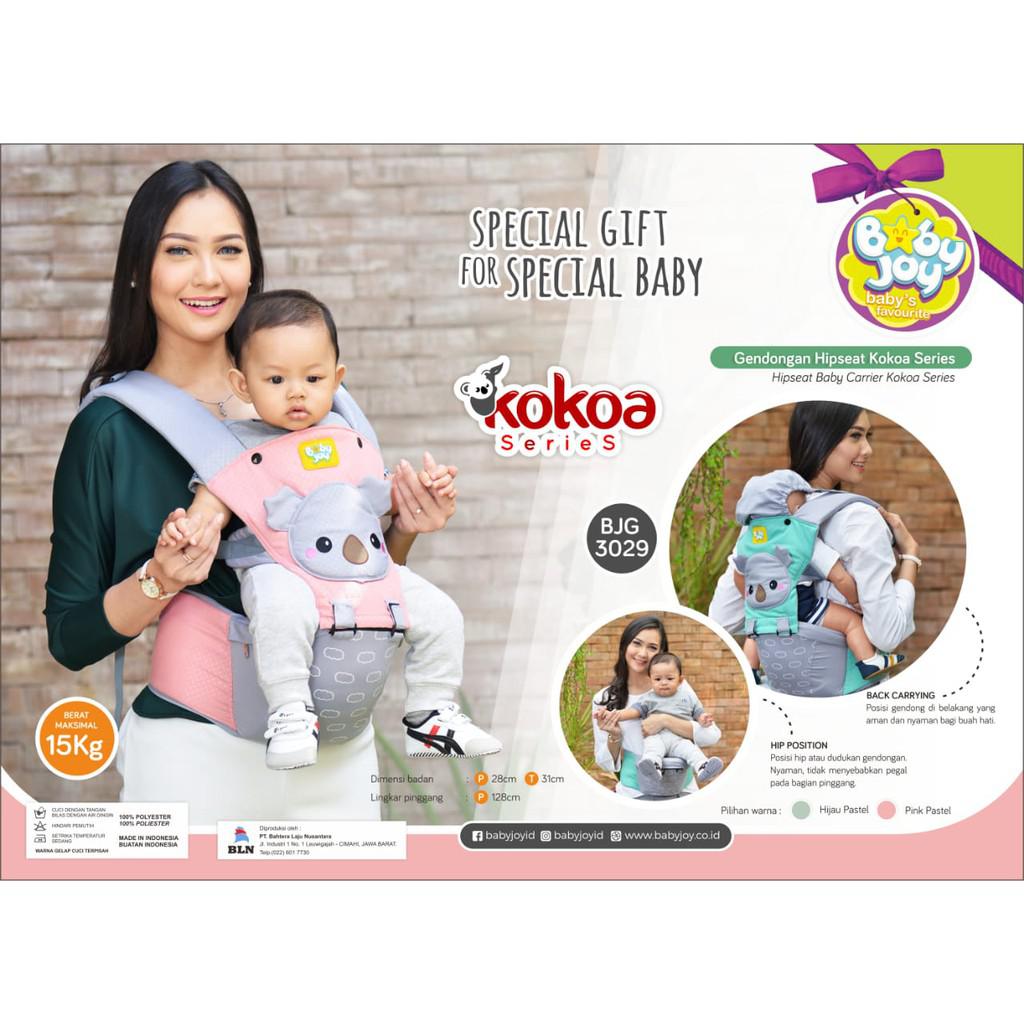 SPECIAL GIFT
FOR SPECIAL BABY
Baby
Joy
baby's
favourite
Gendongan Hipseat Kokoa Series
Hipseat Baby Carrier Kokoa Series
kokoa
SerieS
BJG
3029
Baby
Joy
BACK CARRYING
Posisi gendong di belakang yang
aman dan nyaman bagi buah hati.
HIP POSITION
Posisi hip atau dudukan gendongan.
Nyaman, tidak menyebabkan pegal
pada bagian pinggang.
BERAT
MAKSIMAL
15Kg
Dimensi badan : P 28cm T 31cm
Lingkar pinggang : P 128cm
Pilihan warna : Hijau Pastel Pink Pastel
CUCI DENGAN TANGAN
BILAS DENGAN AIR DINGIN
HINDARI PEMUTIH
SETRIKA TEMPERATUR
SEDANG
WARNA GELAP CUCI TERPISAH
100% POLYESTER
100% POLIESTER
MADE IN INDONESIA
BUATAN INDONESIA
BLN
Diproduksi oleh :
PT. Bahtera Laju Nusantara
Jl. Industri 1 No. 1 Leuwigajah - CIMAHI, JAWA BARAT.
Telp.(022) 601 7730
babyjoyid babyjoyid www.babyjoy.co.id